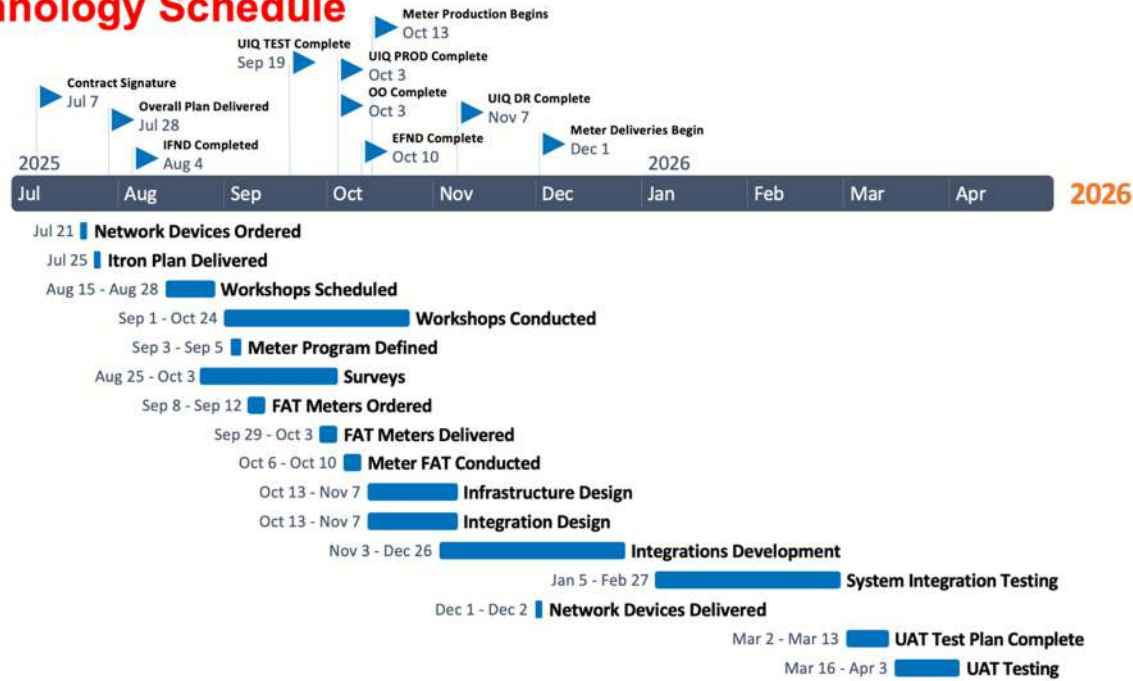 nology Schedule
Meter Production Begins
Oct 13
UIQ TEST Complete
Sep 19
UIQ PROD Complete
Oct 3
Contract Signature
Jul 7
OO Complete
Oct 3
UIQ DR Complete
Nov 7
Overall Plan Delivered
Jul 28
Meter Deliveries Begin
Dec 1
EFND Complete
Oct 10
IFND Completed
Aug 4
2025 2026
Jul Aug Sep Oct Nov Dec Jan Feb Mar Apr 2026
Jul 21 Network Devices Ordered
Jul 25 Itron Plan Delivered
Aug 15 - Aug 28 Workshops Scheduled
Sep 1 - Oct 24 Workshops Conducted
Sep 3 - Sep 5 Meter Program Defined
Aug 25 - Oct 3 Surveys
Sep 8 - Sep 12 FAT Meters Ordered
Sep 29 - Oct 3 FAT Meters Delivered
Oct 6 - Oct 10 Meter FAT Conducted
Oct 13 - Nov 7 Infrastructure Design
Oct 13 - Nov 7 Integration Design
Nov 3 - Dec 26 Integrations Development
Jan 5 - Feb 27 System Integration Testing
Dec 1 - Dec 2 Network Devices Delivered
Mar 2 - Mar 13 UAT Test Plan Complete
Mar 16 - Apr 3 UAT Testing